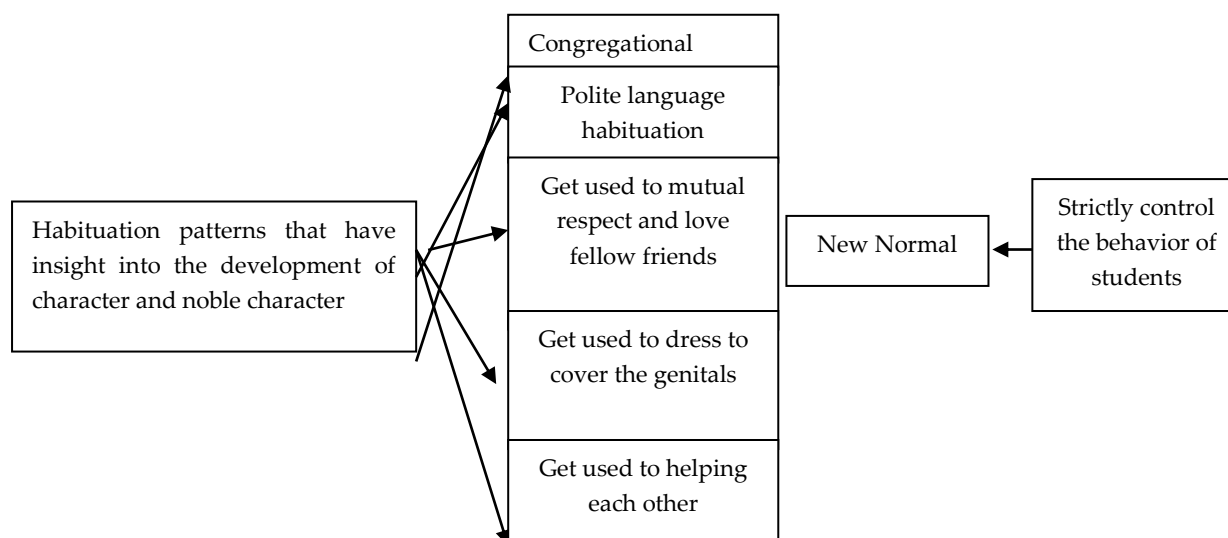 Habituation patterns that have
insight into the development of
character and noble character
Congregational
Polite language
habituation
Get used to mutual
respect and love
fellow friends
Get used to dress to
cover the genitals
Get used to helping
each other
New Normal
Strictly control
the behavior of
students